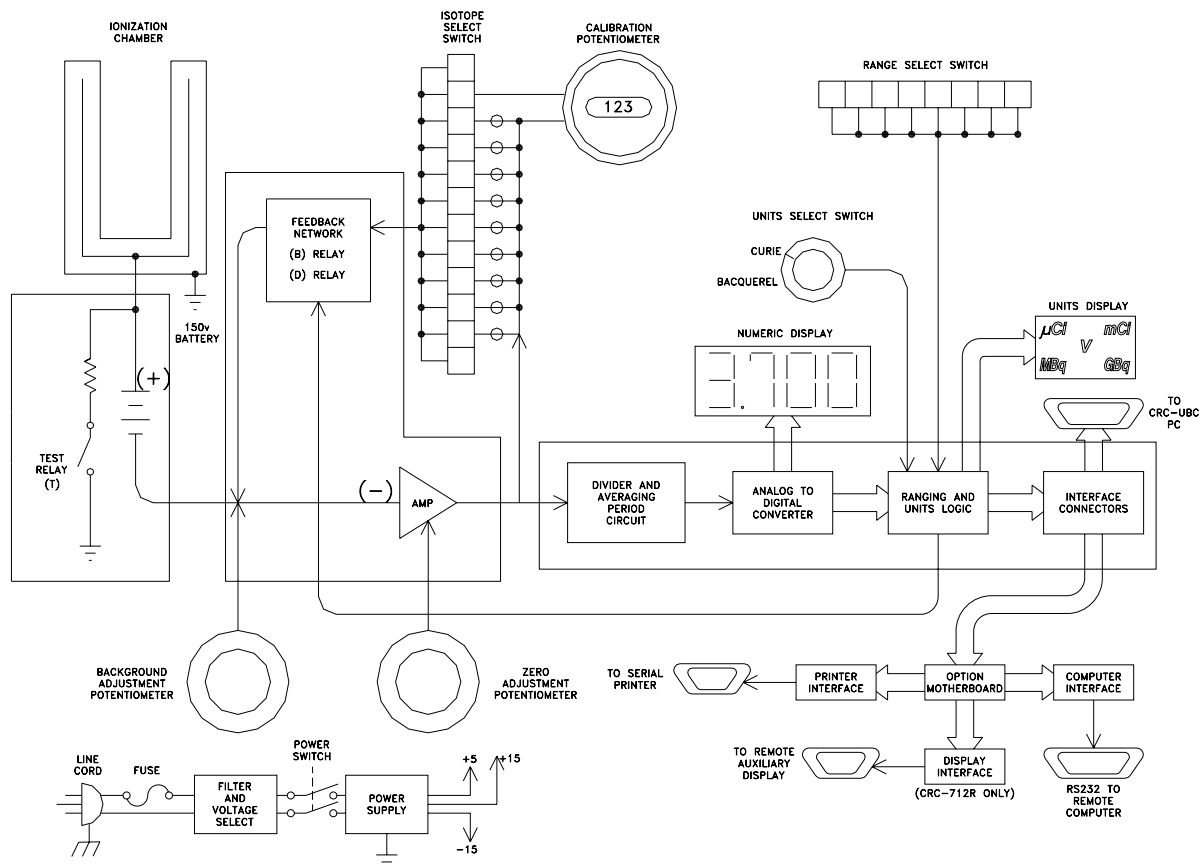 IONIZATION
CHAMBER
ISOTOPE
SELECT
SWITCH
CALIBRATION
POTENTIOMETER
123
RANGE SELECT SWITCH
FEEDBACK
NETWORK
(B) RELAY
(D) RELAY
UNITS SELECT SWITCH
CURIE
BACQUEREL
150v
BATTERY
NUMERIC DISPLAY
3.700
UNITS DISPLAY
µCi
mCi
V
MBq
GBq
TO
CRC-UBC
PC
(+)
TEST
RELAY
(T)
(-)
AMP
DIVIDER AND
AVERAGING
PERIOD
CIRCUIT
ANALOG TO
DIGITAL
CONVERTER
RANGING AND
UNITS LOGIC
INTERFACE
CONNECTORS
BACKGROUND
ADJUSTMENT
POTENTIOMETER
ZERO
ADJUSTMENT
POTENTIOMETER
TO SERIAL
PRINTER
PRINTER
INTERFACE
OPTION
MOTHERBOARD
COMPUTER
INTERFACE
TO REMOTE
AUXILIARY
DISPLAY
DISPLAY
INTERFACE
(CRC-712R ONLY)
RS232 TO
REMOTE
COMPUTER
LINE
CORD
FUSE
FILTER
AND
VOLTAGE
SELECT
POWER
SWITCH
POWER
SUPPLY
+5
+15
-15